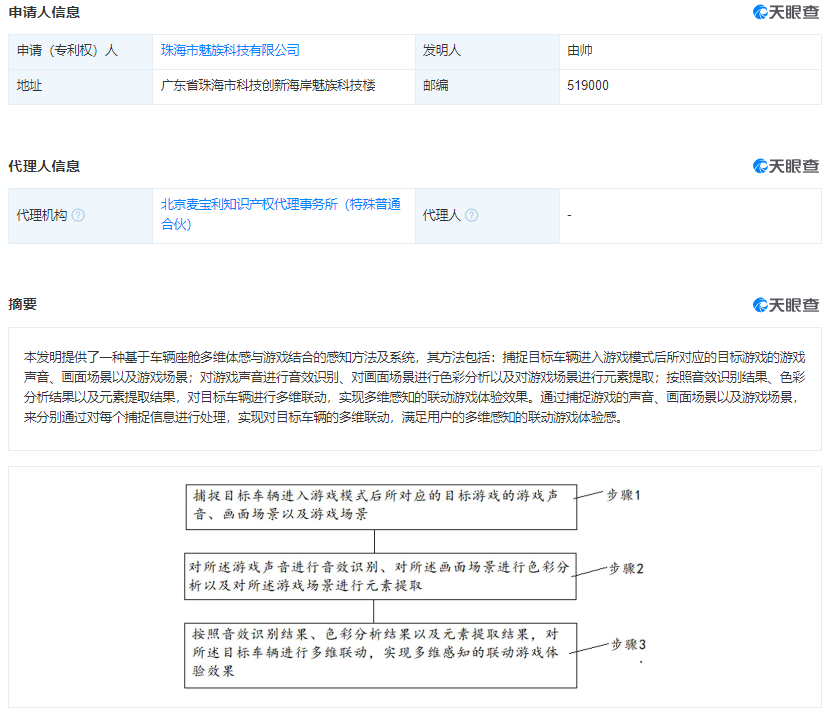 申请人信息
天眼查
申请（专利权）人
珠海市魅族科技有限公司
发明人
由帅
地址
广东省珠海市科技创新海岸魅族科技楼
邮编
519000
代理人信息
天眼查
代理机构 ?
北京麦宝利知识产权代理事务所（特殊普通
合伙）
代理人 ?
-
摘要
天眼查
本发明提供了一种基于车辆座舱多维体感与游戏结合的感知方法及系统，其方法包括：捕捉目标车辆进入游戏模式后所对应的目标游戏的游戏
声音、画面场景以及游戏场景；对游戏声音进行音效识别、对画面场景进行色彩分析以及对游戏场景进行元素提取；按照音效识别结果、色彩
分析结果以及元素提取结果，对目标车辆进行多维联动，实现多维感知的联动游戏体验效果。通过捕捉游戏的声音、画面场景以及游戏场景，
来分别通过对每个捕捉信息进行处理，实现对目标车辆的多维联动，满足用户的多维感知的联动游戏体验感。
捕捉目标车辆进入游戏模式后所对应的目标游戏的游戏声
音、画面场景以及游戏场景
步骤1
对所述游戏声音进行音效识别、对所述画面场景进行色彩分
析以及对所述游戏场景进行元素提取
步骤2
按照音效识别结果、色彩分析结果以及元素提取结果，对
所述目标车辆进行多维联动，实现多维感知的联动游戏体
验效果
步骤3